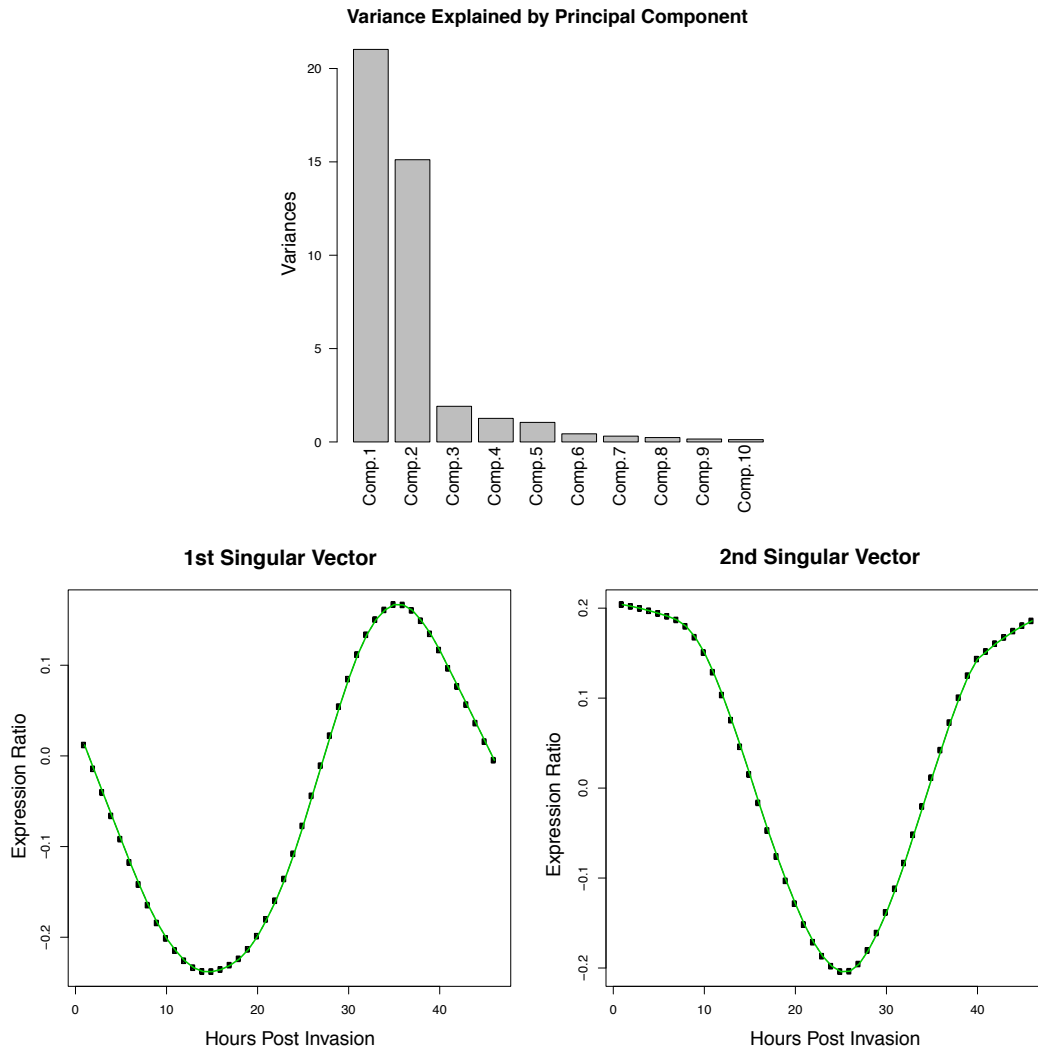 Variance Explained by Principal Component
Variances
20
15
10
5
0
Comp.1
Comp.2
Comp.3
Comp.4
Comp.5
Comp.6
Comp.7
Comp.8
Comp.9
Comp.10
1st Singular Vector
Expression Ratio
0.1
0.0
−0.1
−0.2
0
10
20
30
40
Hours Post Invasion
2nd Singular Vector
Expression Ratio
0.2
0.1
0.0
−0.1
−0.2
0
10
20
30
40
Hours Post Invasion